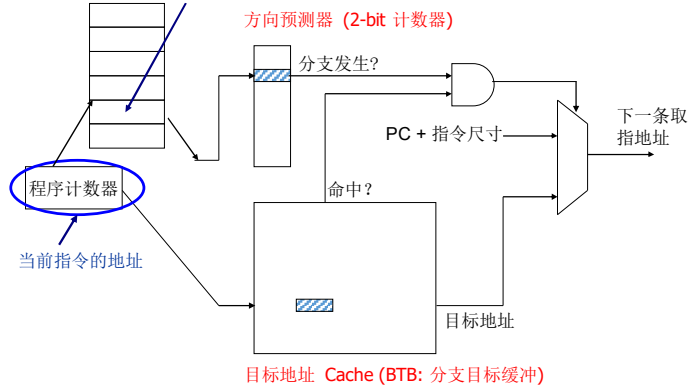 方向预测器 (2-bit 计数器)
分支发生?
PC + 指令尺寸
下一条取
指地址
程序计数器
命中?
当前指令的地址
目标地址
目标地址 Cache (BTB: 分支目标缓冲)